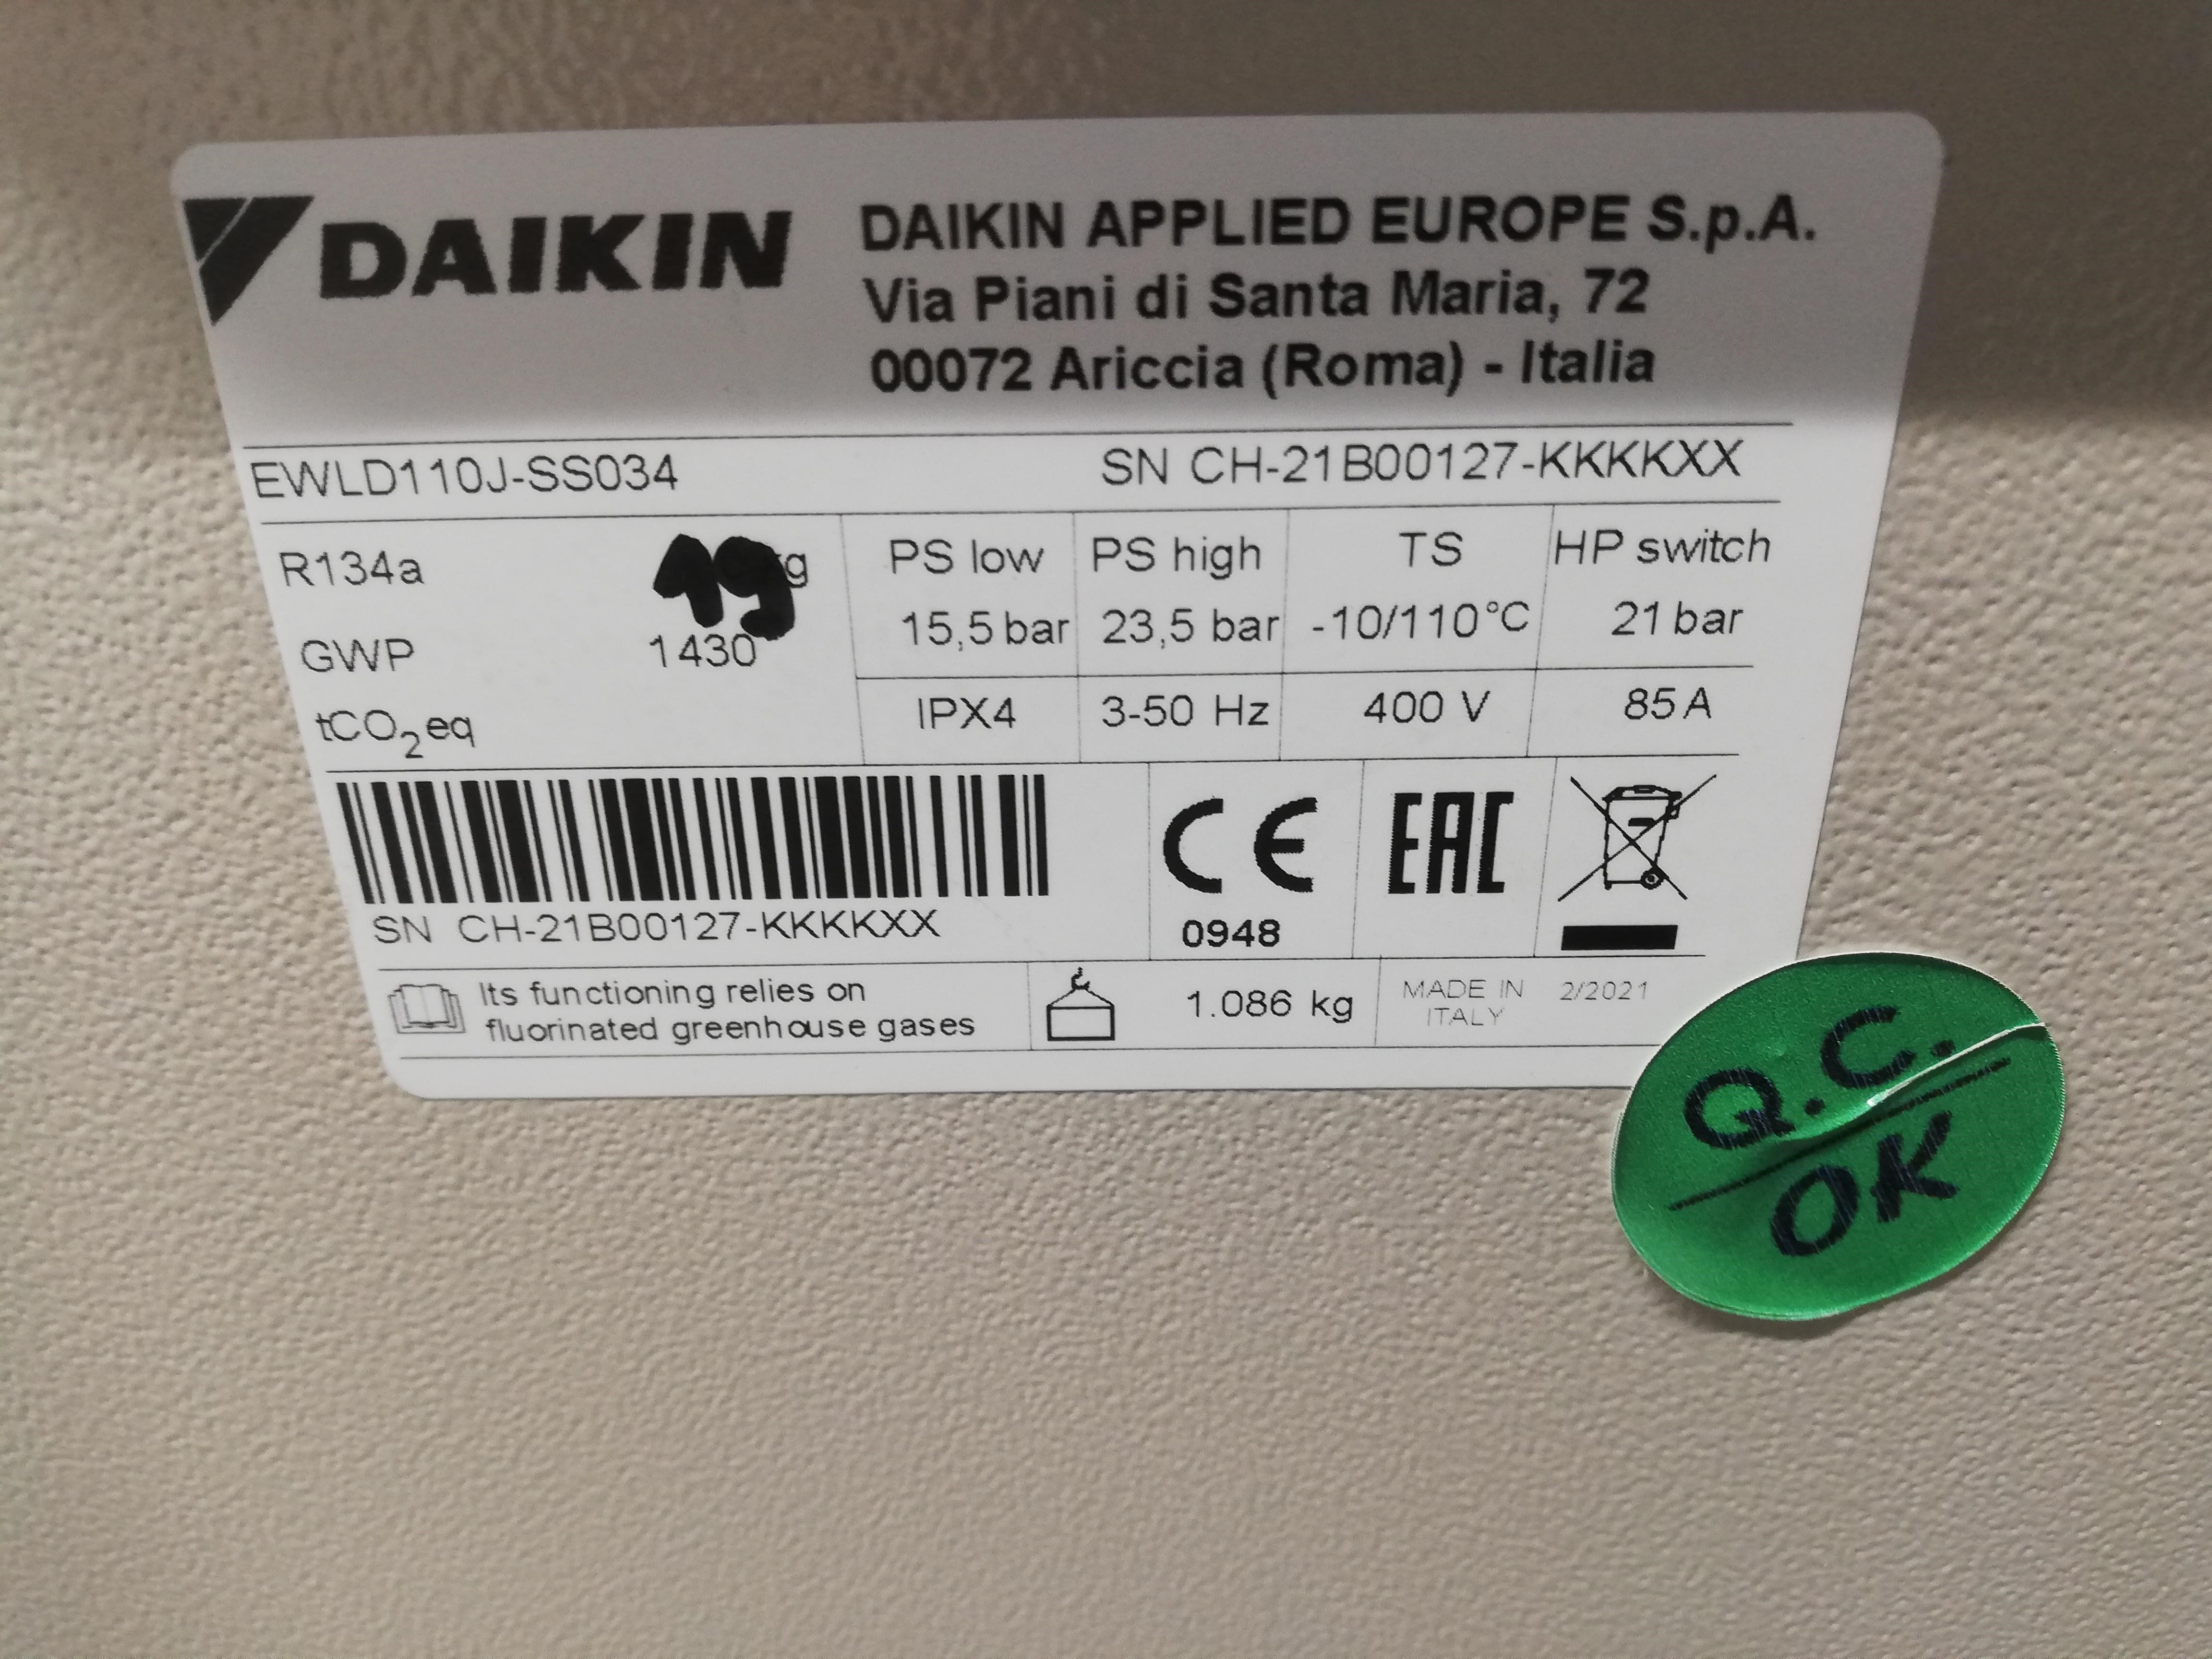 DAIKIN
DAIKIN APPLIED EUROPE S.p.A.
Via Piani di Santa Maria, 72
00072 Ariccia (Roma) - Italia
EWLD110J-SS034 SN CH-21B00127-KKKKXX
R134a 19 kg
GWP 1430
tCO2eq
PS low PS high TS HP switch
15,5 bar 23,5 bar -10/110°C 21 bar
IPX4 3-50 Hz 400 V 85 A
SN CH-21B00127-KKKKXX
CE
0948
EAC
Its functioning relies on
fluorinated greenhouse gases
1.086 kg
MADE IN
ITALY
2/2021
Q.C.
OK